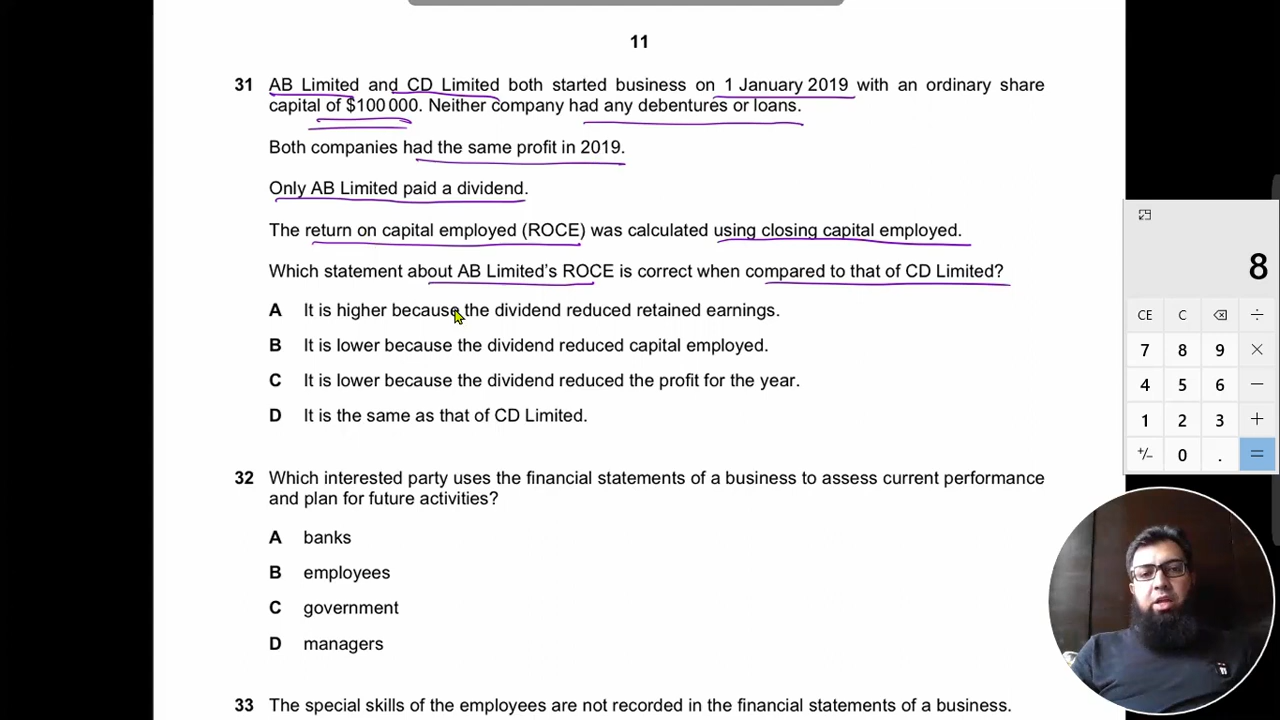 11
31 AB Limited and CD Limited both started business on 1 January 2019 with an ordinary share
capital of $100 000. Neither company had any debentures or loans.
Both companies had the same profit in 2019.
Only AB Limited paid a dividend.
The return on capital employed (ROCE) was calculated using closing capital employed.
Which statement about AB Limited's ROCE is correct when compared to that of CD Limited?
A It is higher because the dividend reduced retained earnings.
B It is lower because the dividend reduced capital employed.
C It is lower because the dividend reduced the profit for the year.
D It is the same as that of CD Limited.
32 Which interested party uses the financial statements of a business to assess current performance
and plan for future activities?
A banks
B employees
C government
D managers
33 The special skills of the employees are not recorded in the financial statements of a business.
8
CE C ⌫ ÷
7 8 9 ×
4 5 6 −
1 2 3 +
+/− 0 . =